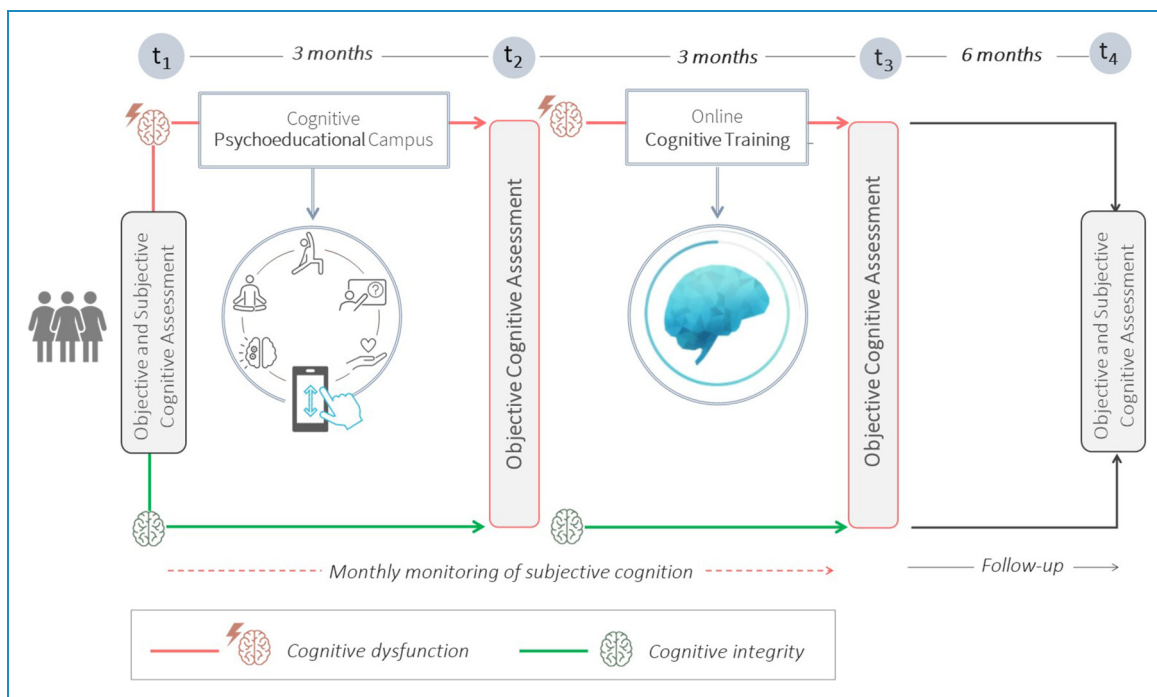 t1
3 months
t2
3 months
t3
6 months
t4
Cognitive
Psychoeducational Campus
Online
Cognitive Training
Objective and Subjective
Cognitive Assessment
?
Objective Cognitive Assessment
Objective Cognitive Assessment
Objective and Subjective
Cognitive Assessment
Monthly monitoring of subjective cognition
Follow-up
Cognitive dysfunction
Cognitive integrity